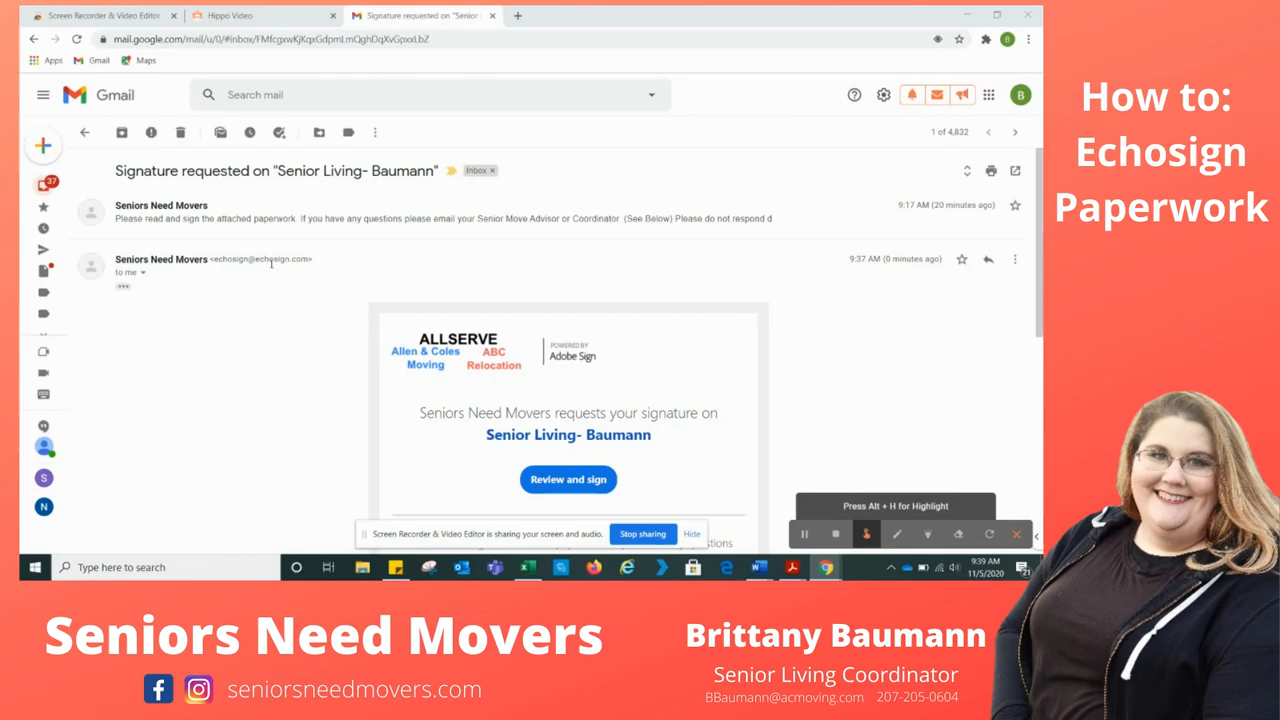 Screen Recorder & Video Editor
Hippo Video
Signature requested on "Senior
mail.google.com/mail/u/0/#inbox/
Apps
Gmail
Maps
Gmail
Search mail
B
1 of 4,832
Signature requested on "Senior Living- Baumann"
Inbox
37
Seniors Need Movers
9:17 AM (20 minutes ago)
Please read and sign the attached paperwork If you have any questions please email your Senior Move Advisor or Coordinator (See Below) Please do not respond d
Seniors Need Movers <echosign@echosign.com>
9:37 AM (0 minutes ago)
to me
ALLSERVE
Allen & Coles Moving
ABC Relocation
POWERED BY
Adobe Sign
Seniors Need Movers requests your signature on
Senior Living- Baumann
Review and sign
S
N
Press Alt + H for Highlight
Screen Recorder & Video Editor is sharing your screen and audio.
Stop sharing
Hide
Type here to search
9:39 AM
11/5/2020
21
How to:
Echosign
Paperwork
Seniors Need Movers
seniorsneedmovers.com
Brittany Baumann
Senior Living Coordinator
BBaumann@acmoving.com 207-205-0604